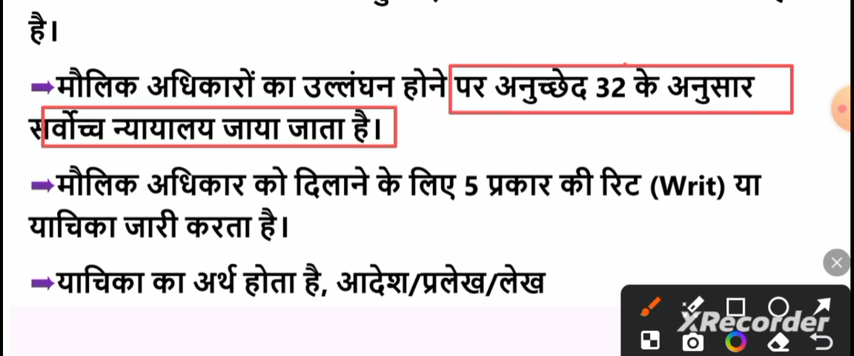 है।
➡मौलिक अधिकारों का उल्लंघन होने पर अनुच्छेद 32 के अनुसार
सर्वोच्च न्यायालय जाया जाता है।
➡मौलिक अधिकार को दिलाने के लिए 5 प्रकार की रिट (Writ) या
याचिका जारी करता है।
➡याचिका का अर्थ होता है, आदेश/प्रलेख/लेख
XRecorder